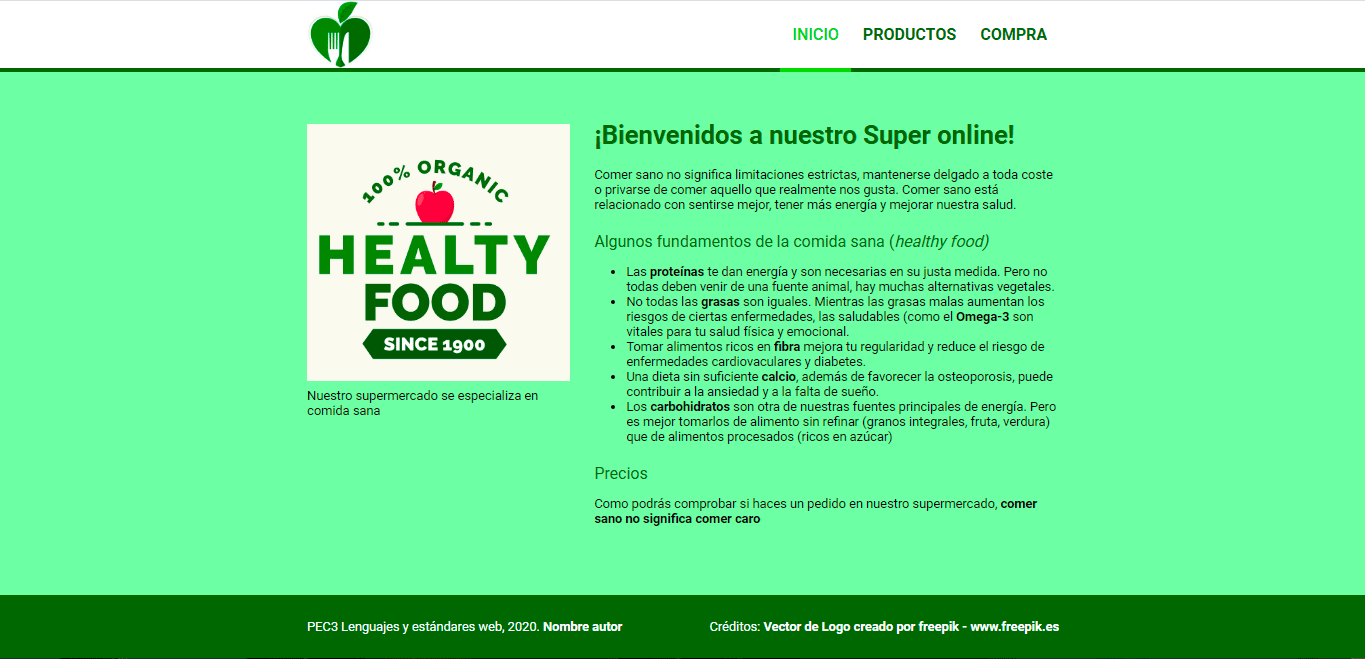 INICIO PRODUCTOS COMPRA
100% ORGANIC
HEALTY
FOOD
SINCE 1900
Nuestro supermercado se especializa en
comida sana
¡Bienvenidos a nuestro Super online!
Comer sano no significa limitaciones estrictas, mantenerse delgado a toda coste
o privarse de comer aquello que realmente nos gusta. Comer sano está
relacionado con sentirse mejor, tener más energía y mejorar nuestra salud.
Algunos fundamentos de la comida sana (healthy food)
• Las proteínas te dan energía y son necesarias en su justa medida. Pero no
todas deben venir de una fuente animal, hay muchas alternativas vegetales.
• No todas las grasas son iguales. Mientras las grasas malas aumentan los
riesgos de ciertas enfermedades, las saludables (como el Omega-3 son
vitales para tu salud física y emocional.
• Tomar alimentos ricos en fibra mejora tu regularidad y reduce el riesgo de
enfermedades cardiovaculares y diabetes.
• Una dieta sin suficiente calcio, además de favorecer la osteoporosis, puede
contribuir a la ansiedad y a la falta de sueño.
• Los carbohidratos son otra de nuestras fuentes principales de energía. Pero
es mejor tomarlos de alimento sin refinar (granos integrales, fruta, verdura)
que de alimentos procesados (ricos en azúcar)
Precios
Como podrás comprobar si haces un pedido en nuestro supermercado, comer
sano no significa comer caro
PEC3 Lenguajes y estándares web, 2020. Nombre autor
Créditos: Vector de Logo creado por freepik - www.freepik.es